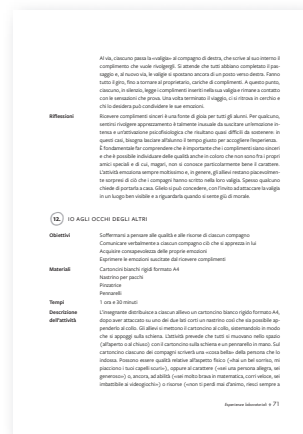 Al via, ciascuno passa la «valigia» al compagno di destra, che scrive al suo interno il
complimento che vuole rivolgergli. Si attende che tutti abbiano completato il pas-
saggio e, al nuovo via, le valigie si spostano ancora di un posto verso destra. Fanno
tutto il giro, fino a tornare al proprietario, cariche di complimenti. A questo punto,
ciascuno, in silenzio, legge i complimenti inseriti nella sua valigia e rimane a contatto
con le sensazioni che prova. Una volta terminato il viaggio, ci si ritrova in cerchio e
chi lo desidera può condividere le sue emozioni.
Riflessioni Ricevere complimenti sinceri è una fonte di gioia per tutti gli alunni. Per qualcuno,
sentirsi rivolgere apprezzamenti è talmente inusuale da suscitare un'emozione in-
tensa e un'attivazione psicofisiologica che risultano quasi difficili da sostenere. In
questi casi, bisogna lasciare all'alunno il tempo giusto per accogliere l'esperienza.
È fondamentale far comprendere che è importante che i complimenti siano sinceri
e che è possibile individuare delle qualità anche in coloro che non sono fra i propri
amici speciali e di cui, magari, non si conosce particolarmente bene il carattere.
L'attività emoziona sempre moltissimo e, in genere, gli allievi restano piacevolmen-
te sorpresi di ciò che i compagni hanno scritto nella loro valigia. Spesso qualcuno
chiede di portarla a casa. Glielo si può concedere, con l'invito ad attaccare la valigia
in un luogo ben visibile e a riguardarla quando si sente giù di morale.
12. IO AGLI OCCHI DEGLI ALTRI
Obiettivi Soffermarsi a pensare alle qualità e alle risorse di ciascun compagno
Comunicare verbalmente a ciascun compagno ciò che si apprezza in lui
Acquisire consapevolezza delle proprie emozioni
Esprimere le emozioni suscitate dal ricevere complimenti
Materiali Cartoncini bianchi rigidi formato A4
Nastrino per pacchi
Pinzatrice
Pennarelli
Tempi 1 ora e 30 minuti
Descrizione L'insegnante distribuisce a ciascun allievo un cartoncino bianco rigido formato A4,
dell'attività dopo aver attaccato su uno dei due lati corti un nastrino così che sia possibile ap-
penderlo al collo. Gli allievi si mettono il cartoncino al collo, sistemandolo in modo
che si appoggi sulla schiena. L'attività prevede che tutti si muovano nello spazio
(all'aperto o al chiuso) con il cartoncino sulla schiena e un pennarello in mano. Sul
cartoncino ciascuno dei compagni scriverà una «cosa bella» della persona che lo
indossa. Possono essere qualità relative all'aspetto fisico («hai un bel sorriso, mi
piacciono i tuoi capelli scuri»), oppure al carattere («sei una persona allegra, sei
generoso») o, ancora, ad abilità («sei molto brava in matematica, corri veloce, sei
imbattibile ai videogiochi») o risorse («non ti perdi mai d'animo, riesci sempre a
Esperienze laboratoriali • 71